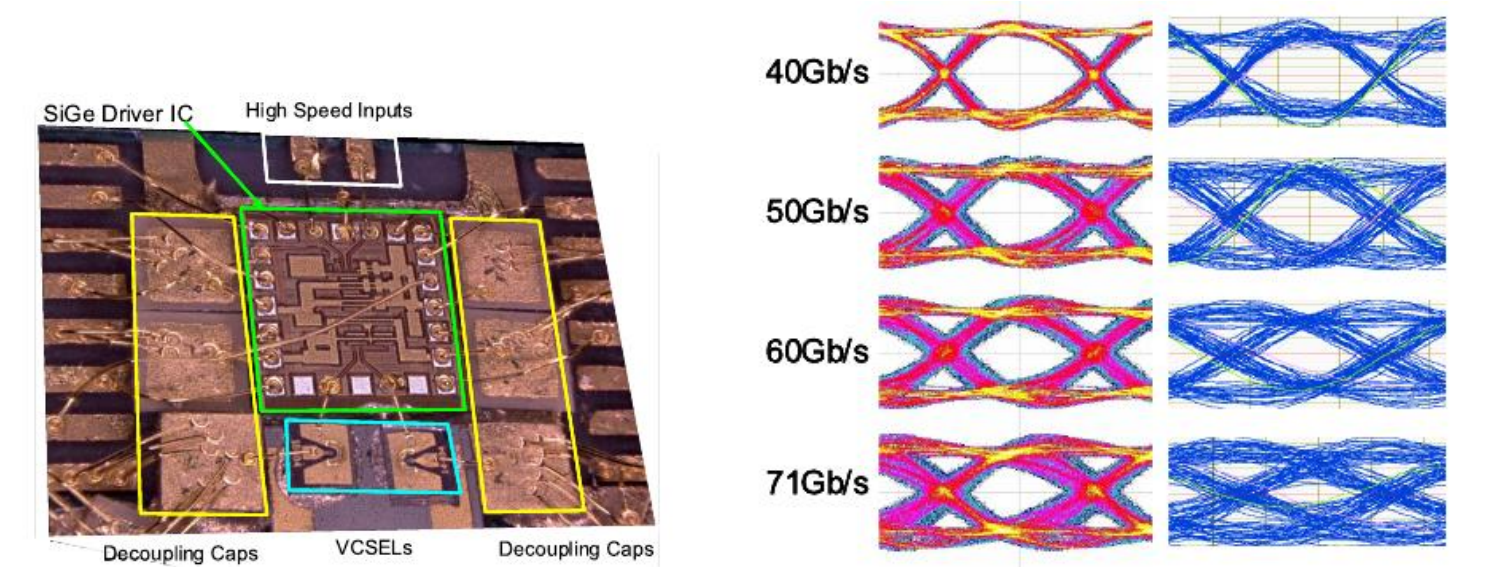 SiGe Driver IC
High Speed Inputs
Decoupling Caps
VCSELs
Decoupling Caps
40Gb/s
50Gb/s
60Gb/s
71Gb/s